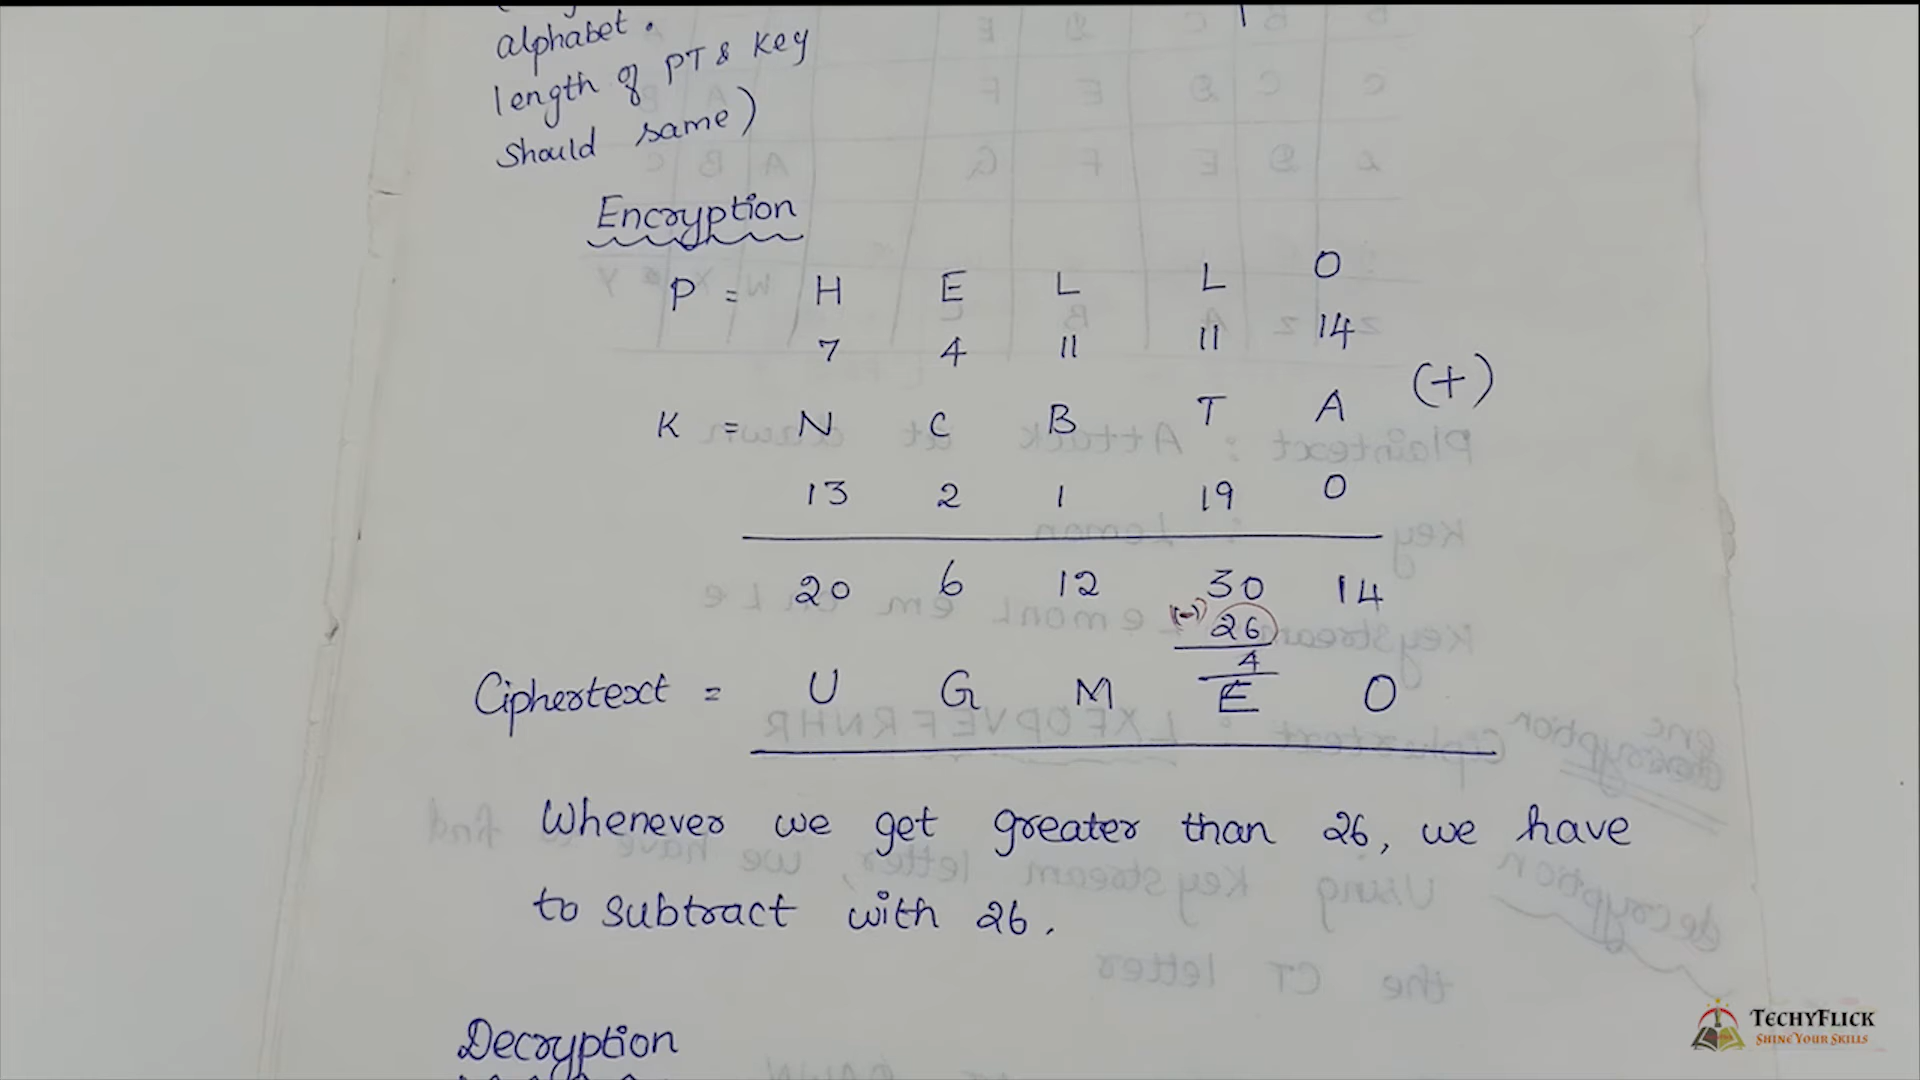 alphabet.
length of PT & Key
should same)
Encryption
P = H E L L O
7 4 11 11 14
(+)
K = N C B T A
13 2 1 19 0
20 6 12 30 14
(-) 26
4
Ciphertext = U G M E O
Whenever we get greater than 26, we have
to subtract with 26.
Decryption
TECHYFLICK
SHINE YOUR SKILLS